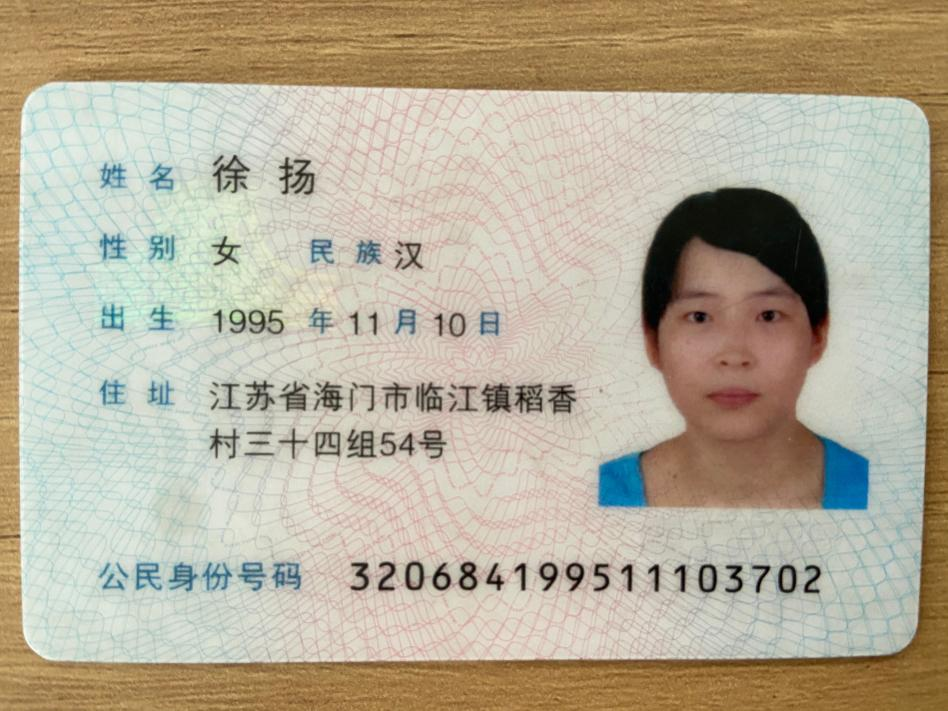 姓名 徐扬
性别 女 民族 汉
出生 1995 年 11 月 10 日
住址 江苏省海门市临江镇稻香
村三十四组54号
公民身份号码 320684199511103702